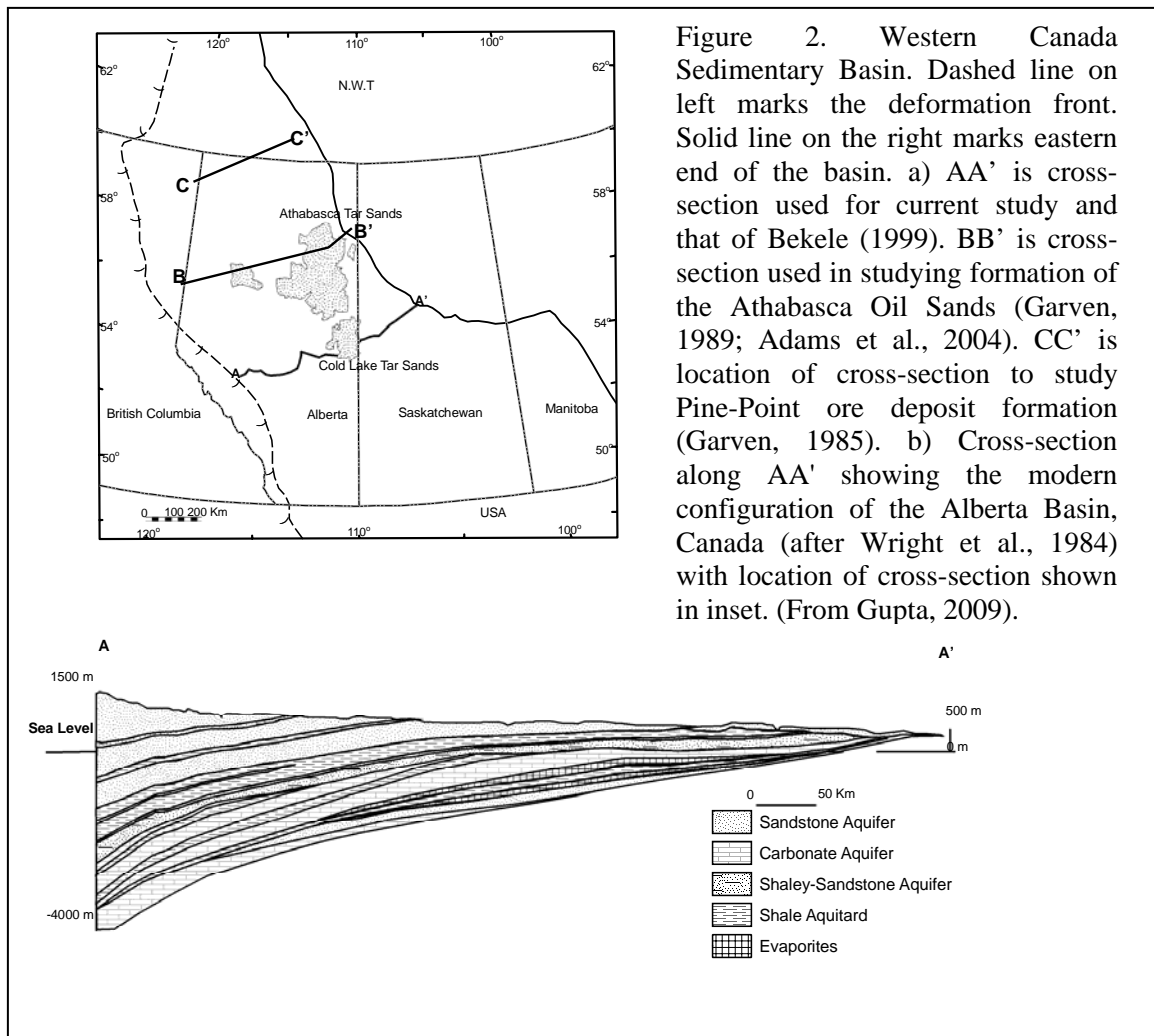 120°
110°
100°
62°
62°
N.W.T
C'
C
58°
58°
Athabasca Tar Sands
B'
B
54°
54°
A'
A
Cold Lake Tar Sands
British Columbia
Alberta
Saskatchewan
Manitoba
50°
50°
0 100 200 Km
USA
120°
110°
100°
Figure 2. Western Canada
Sedimentary Basin. Dashed line on
left marks the deformation front.
Solid line on the right marks eastern
end of the basin. a) AA' is cross-
section used for current study and
that of Bekele (1999). BB' is cross-
section used in studying formation of
the Athabasca Oil Sands (Garven,
1989; Adams et al., 2004). CC' is
location of cross-section to study
Pine-Point ore deposit formation
(Garven, 1985). b) Cross-section
along AA' showing the modern
configuration of the Alberta Basin,
Canada (after Wright et al., 1984)
with location of cross-section shown
in inset. (From Gupta, 2009).
A
A'
1500 m
Sea Level
500 m
0 m
-4000 m
0 50 Km
Sandstone Aquifer
Carbonate Aquifer
Shaley-Sandstone Aquifer
Shale Aquitard
Evaporites